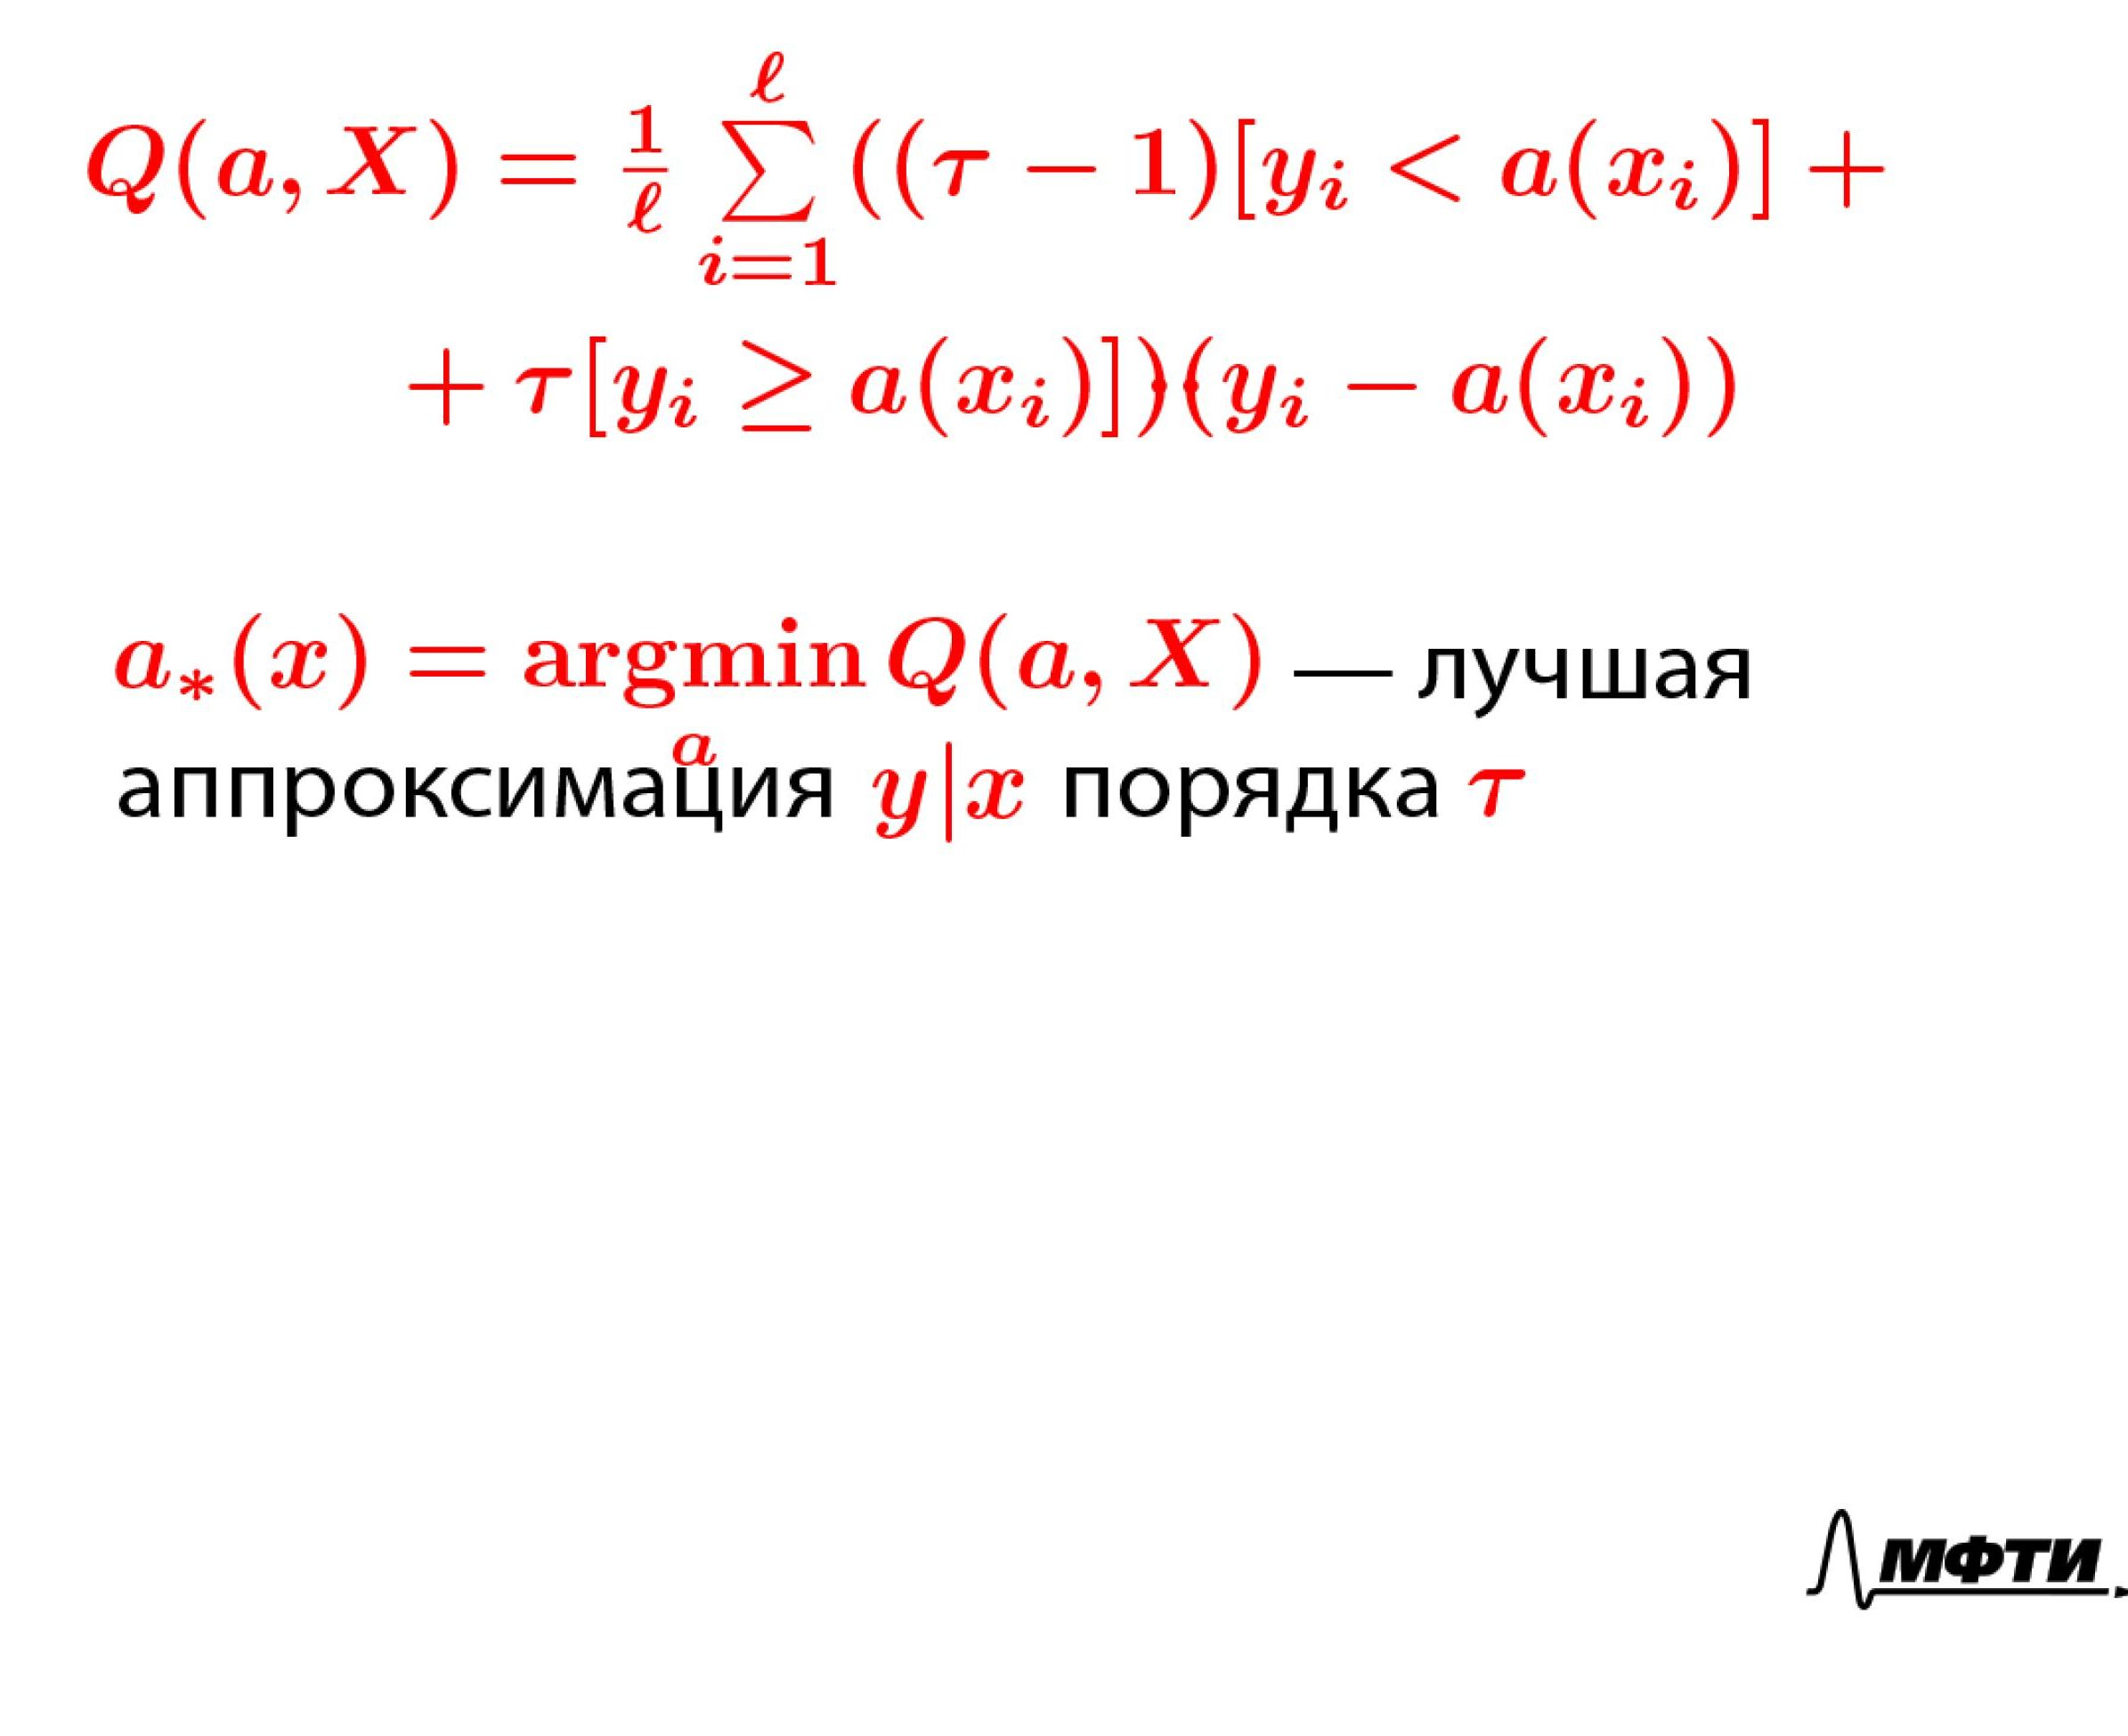 Q(a, X) = 1/ℓ ∑_{i=1}^{ℓ} ((τ − 1)[y_i < a(x_i)] +
+ τ[y_i ≥ a(x_i)])(y_i − a(x_i))
a_*(x) = argmin_a Q(a, X) — лучшая
аппроксимация y|x порядка τ
МФТИ